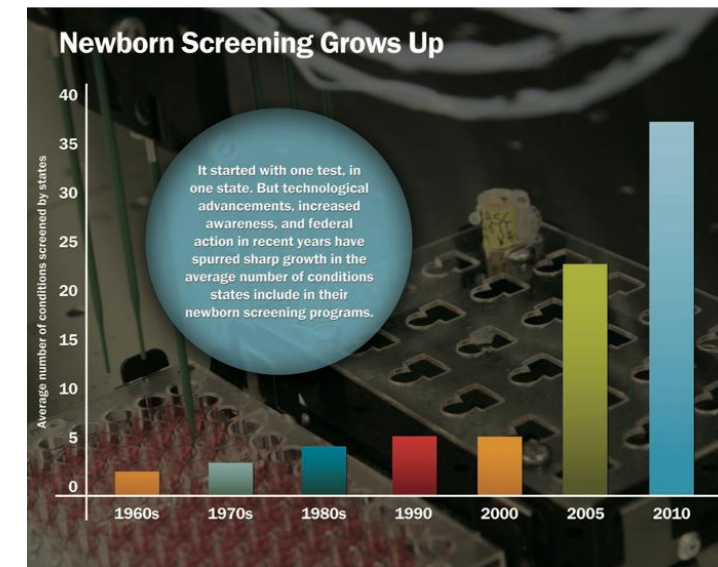 Newborn Screening Grows Up
40
35
30
25
20
15
10
5
0
Average number of conditions screened by states
It started with one test, in
one state. But technological
advancements, increased
awareness, and federal
action in recent years have
spurred sharp growth in the
average number of conditions
states include in their
newborn screening programs.
1960s 1970s 1980s 1990 2000 2005 2010